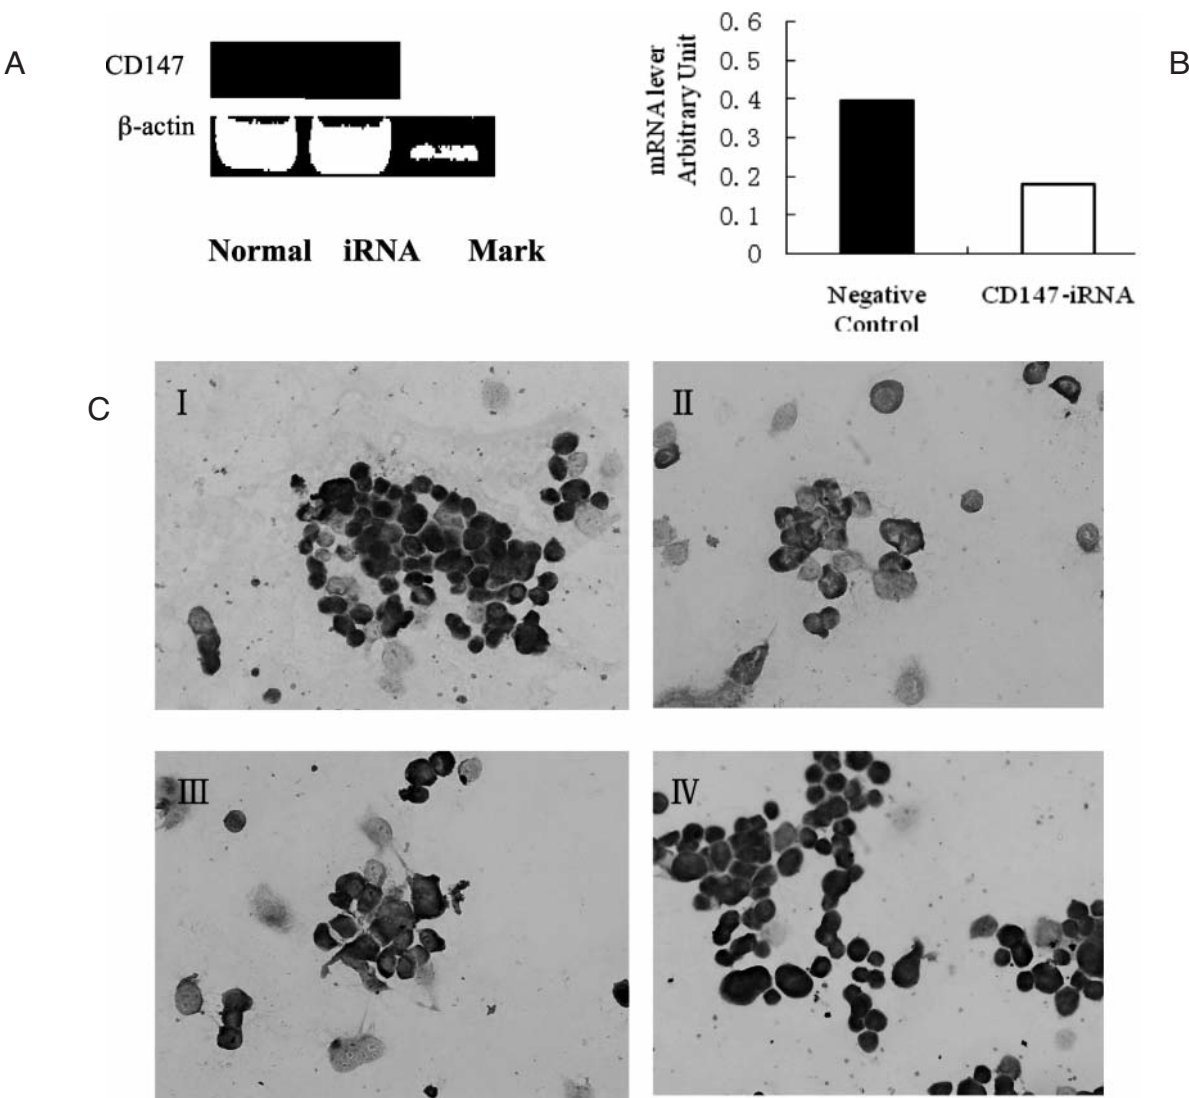 A
CD147
β-actin
Normal iRNA Mark
B
mRNA lever
Arbitrary Unit
0.6
0.5
0.4
0.3
0.2
0.1
0
Negative
Control
CD147-iRNA
C
I
II
III
IV